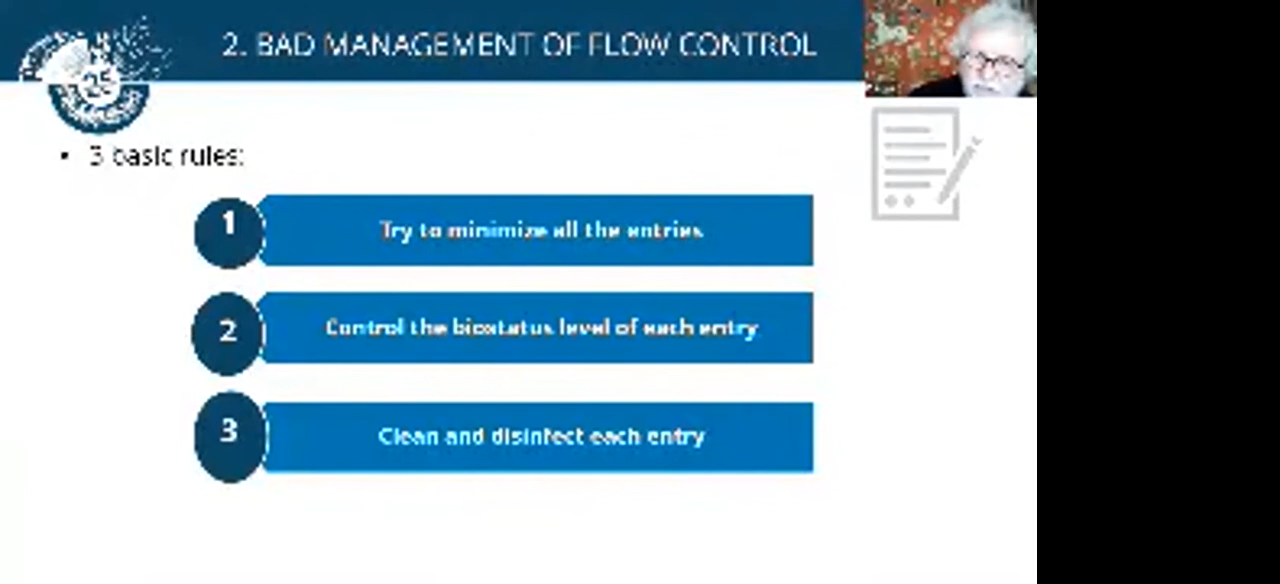 2. BAD MANAGEMENT OF FLOW CONTROL
25
• 3 basic rules:
1
Try to minimize all the entries
2
Control the biostatus level of each entry
3
Clean and disinfect each entry